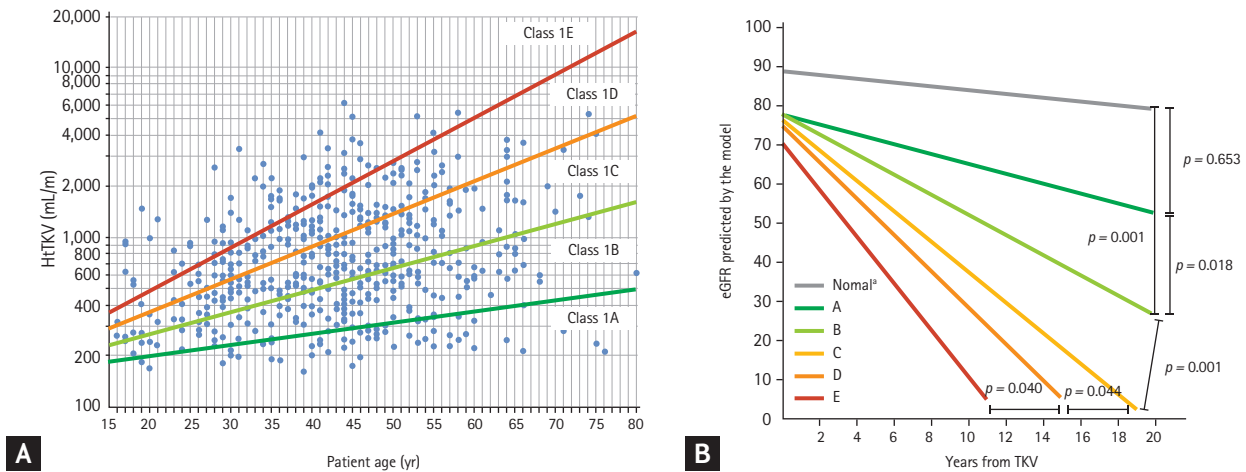 20,000
10,000
8,000
6,000
4,000
2,000
1,000
800
600
400
200
100
HtTKV (mL/m)
Class 1E
Class 1D
Class 1C
Class 1B
Class 1A
15 20 25 30 35 40 45 50 55 60 65 70 75 80
Patient age (yr)
A
100
90
80
70
60
50
40
30
20
10
0
eGFR predicted by the model
Nomalᵃ
A
B
C
D
E
p = 0.653
p = 0.001
p = 0.018
p = 0.001
p = 0.040
p = 0.044
2 4 6 8 10 12 14 16 18 20
Years from TKV
B